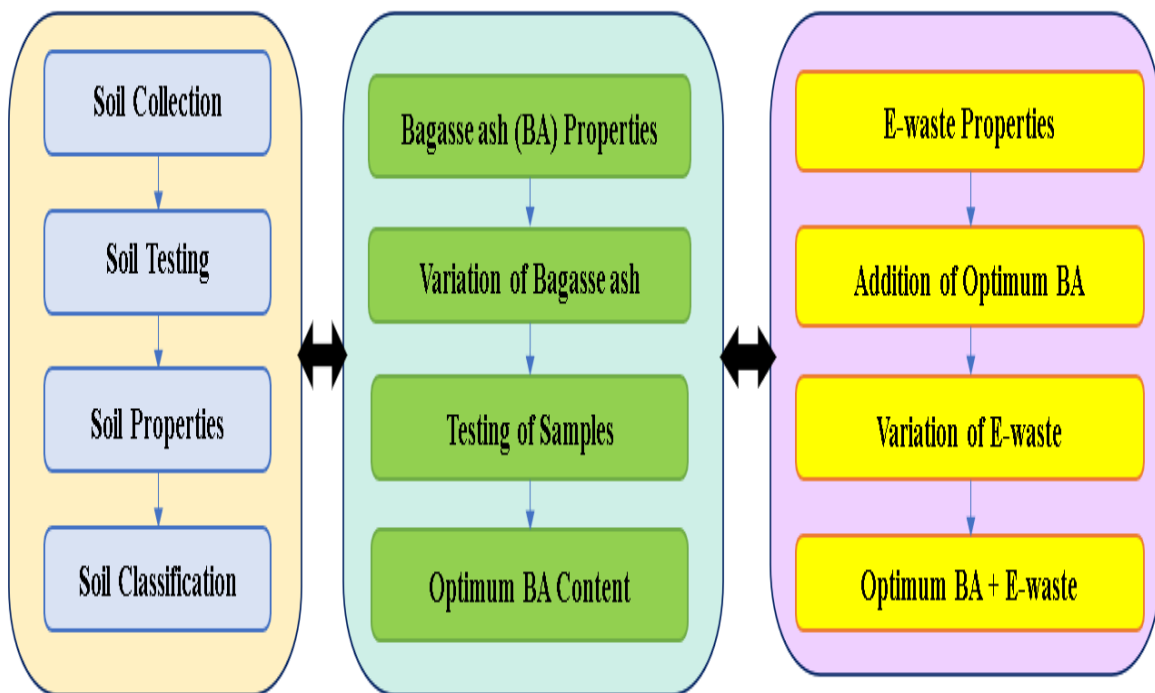 Soil Collection
Soil Testing
Soil Properties
Soil Classification
Bagasse ash (BA) Properties
Variation of Bagasse ash
Testing of Samples
Optimum BA Content
E-waste Properties
Addition of Optimum BA
Variation of E-waste
Optimum BA + E-waste